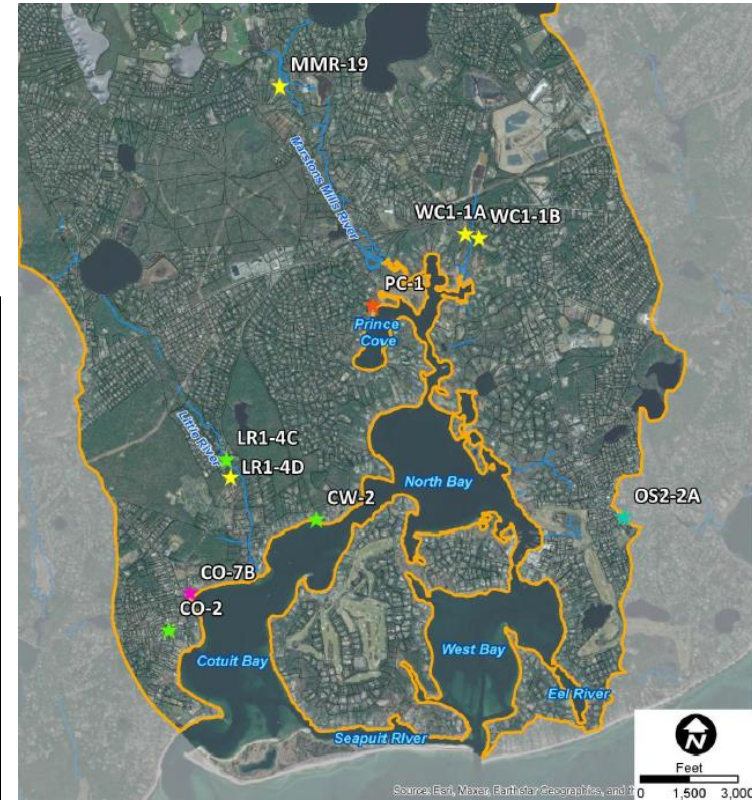 MMR-19
Marstons Mills River
WC1-1A
WC1-1B
PC-1
Prince
Cove
LR1-4C
Little River
LR1-4D
North Bay
CW-2
OS2-2A
CO-7B
CO-2
West Bay
Cotuit Bay
Eel River
Seapuit River
N
Feet
0 1,500 3,000
Source: Esri, Maxar, Earthstar Geographics, and